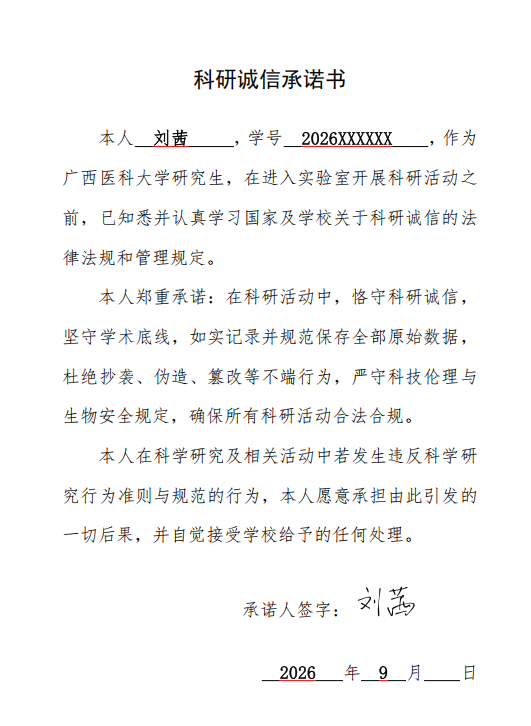 科研诚信承诺书
本人 刘茜 ，学号 2026XXXXXX ，作为
广西医科大学研究生，在进入实验室开展科研活动之
前，已知悉并认真学习国家及学校关于科研诚信的法
律法规和管理规定。
本人郑重承诺：在科研活动中，恪守科研诚信，
坚守学术底线，如实记录并规范保存全部原始数据，
杜绝抄袭、伪造、篡改等不端行为，严守科技伦理与
生物安全规定，确保所有科研活动合法合规。
本人在科学研究及相关活动中若发生违反科学研
究行为准则与规范的行为，本人愿意承担由此引发的
一切后果，并自觉接受学校给予的任何处理。
承诺人签字： 刘茜
2026 年 9 月 日